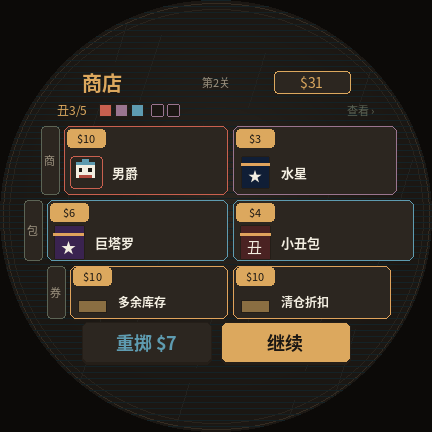 商店 第2关 $31
丑3/5 查看›
商 $10 男爵 $3 水星
包 $6 巨塔罗 $4 丑 小丑包
券 $10 多余库存 $10 清仓折扣
重掷 $7 继续